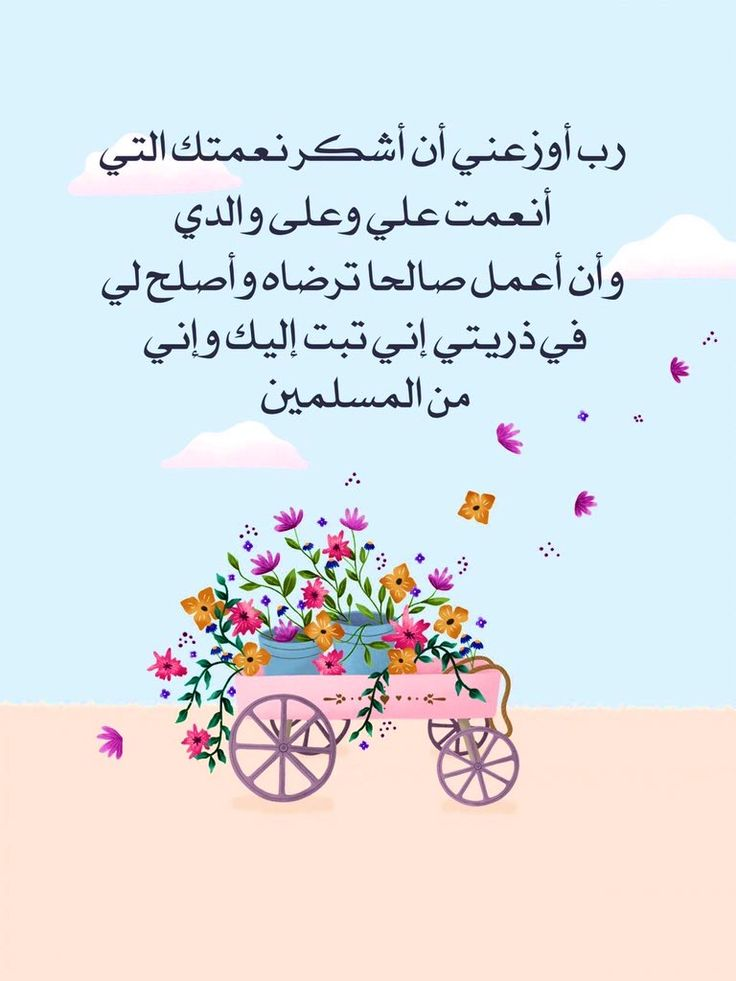 رب أوزعني أن أشكر نعمتك التي
أنعمت علي وعلى والدي
وأن أعمل صالحا ترضاه وأصلح لي
في ذريتي إني تبت إليك وإني
من المسلمين